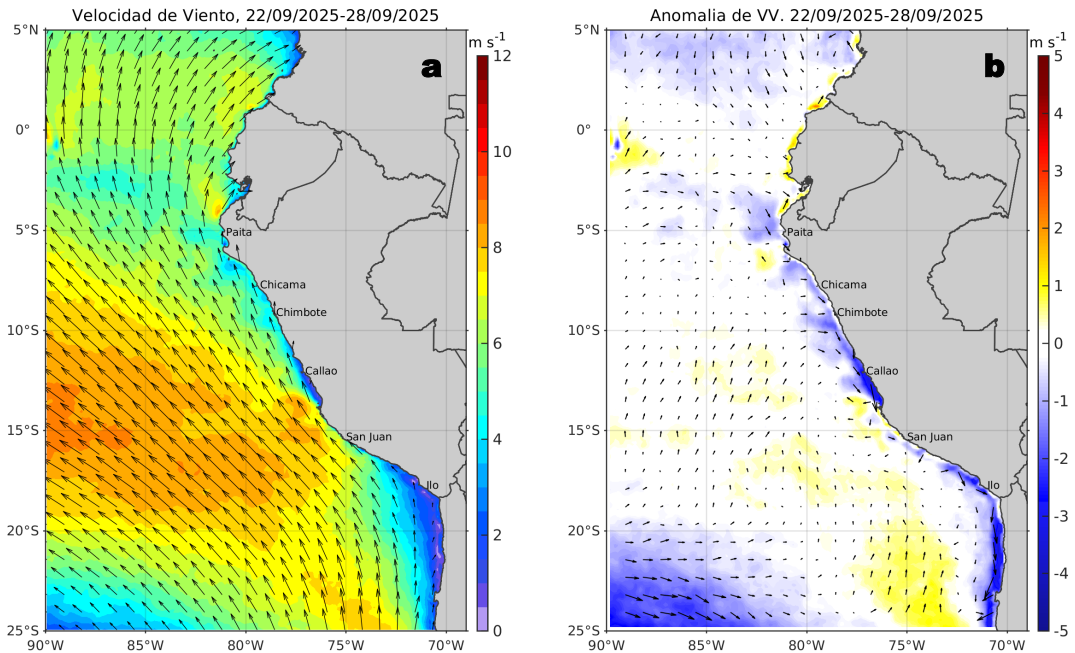 Velocidad de Viento, 22/09/2025-28/09/2025
5°N
0°
5°S
10°S
15°S
20°S
25°S
90°W
85°W
80°W
75°W
70°W
a
Paita
Chicama
Chimbote
Callao
San Juan
Ilo
m s-1
12
10
8
6
4
2
0
Anomalia de VV. 22/09/2025-28/09/2025
5°N
0°
5°S
10°S
15°S
20°S
25°S
90°W
85°W
80°W
75°W
70°W
b
Paita
Chicama
Chimbote
Callao
San Juan
Ilo
m s-1
5
4
3
2
1
0
-1
-2
-3
-4
-5